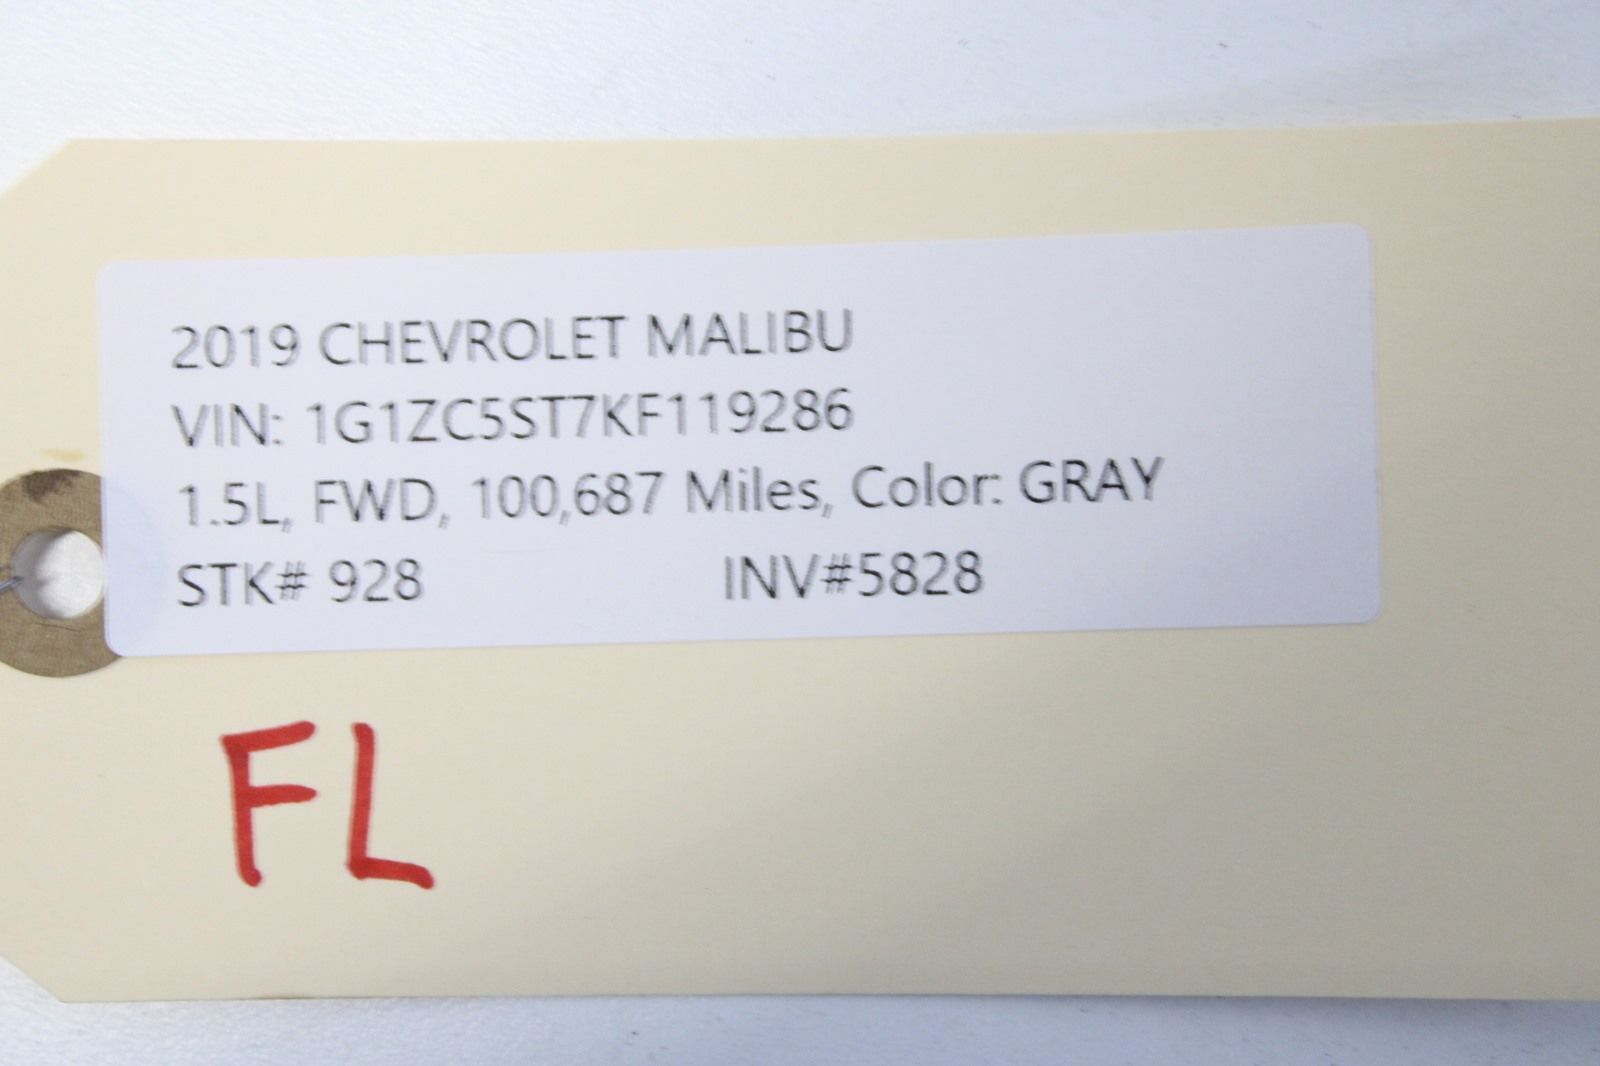 2019 CHEVROLET MALIBU
VIN: 1G1ZC5ST7KF119286
1.5L, FWD, 100,687 Miles, Color: GRAY
STK# 928 INV#5828
FL